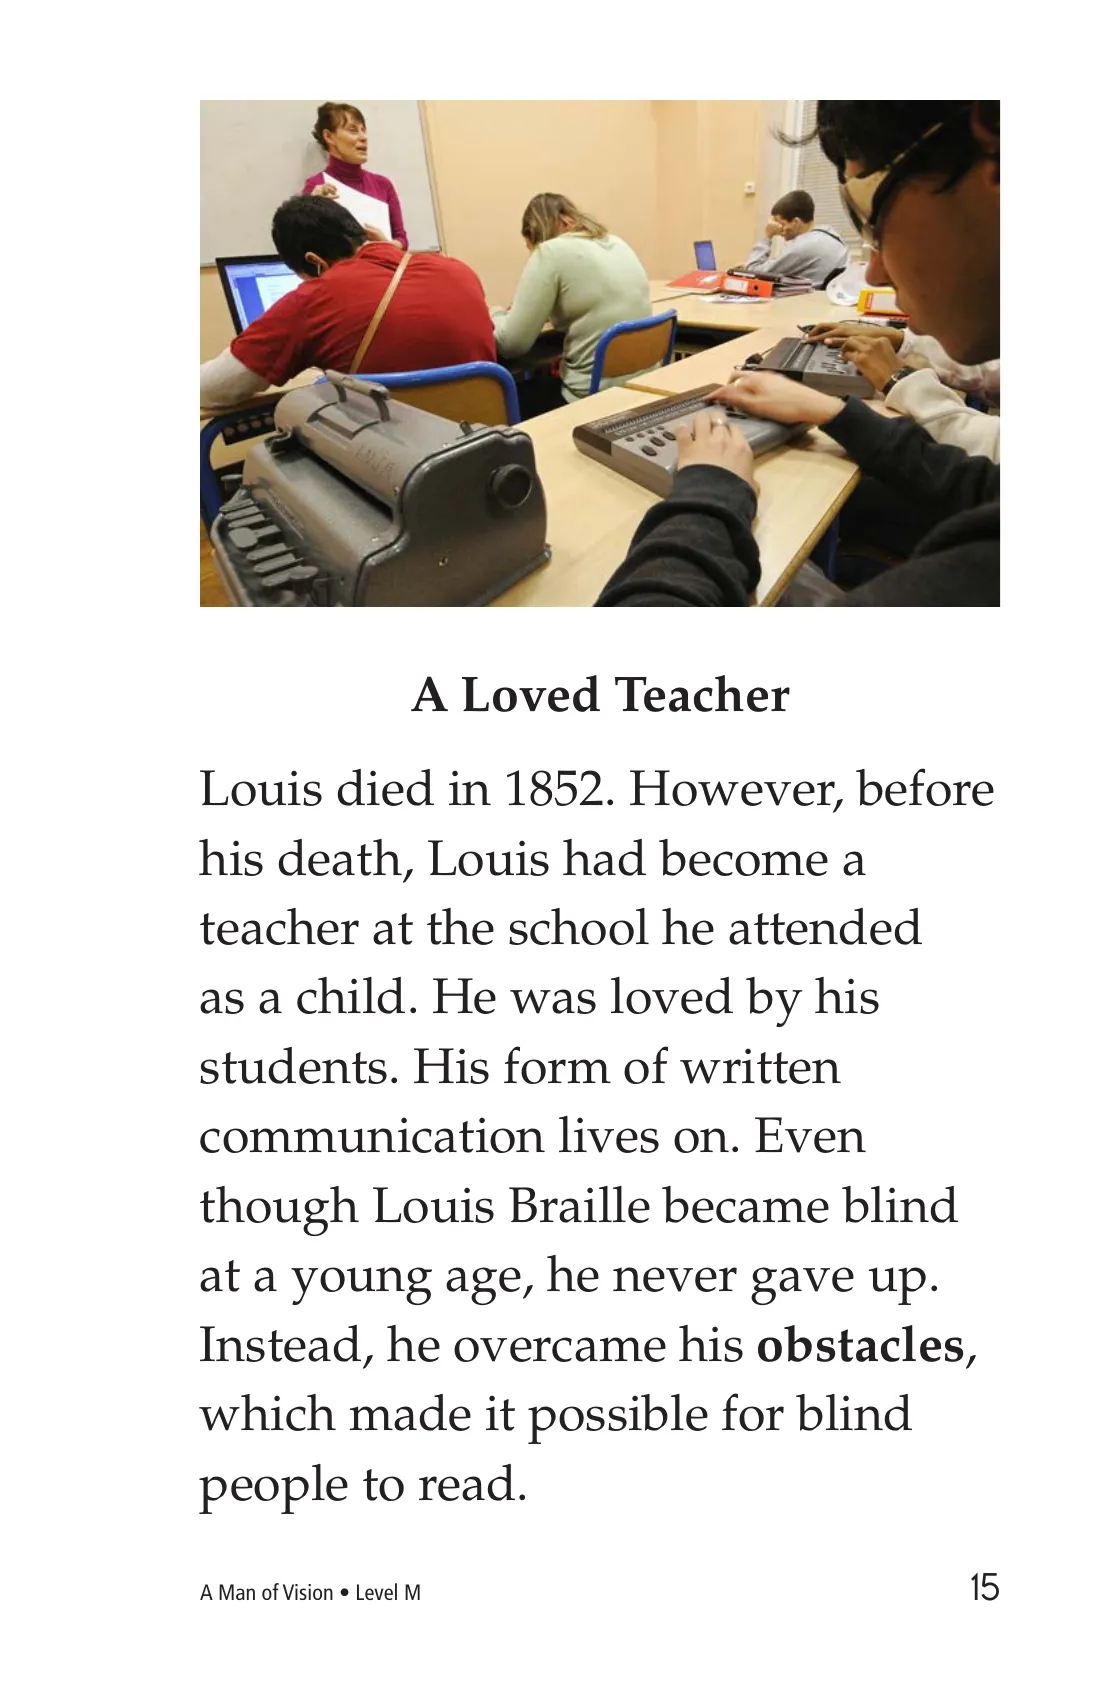 A Loved Teacher
Louis died in 1852. However, before
his death, Louis had become a
teacher at the school he attended
as a child. He was loved by his
students. His form of written
communication lives on. Even
though Louis Braille became blind
at a young age, he never gave up.
Instead, he overcame his obstacles,
which made it possible for blind
people to read.
A Man of Vision • Level M
15